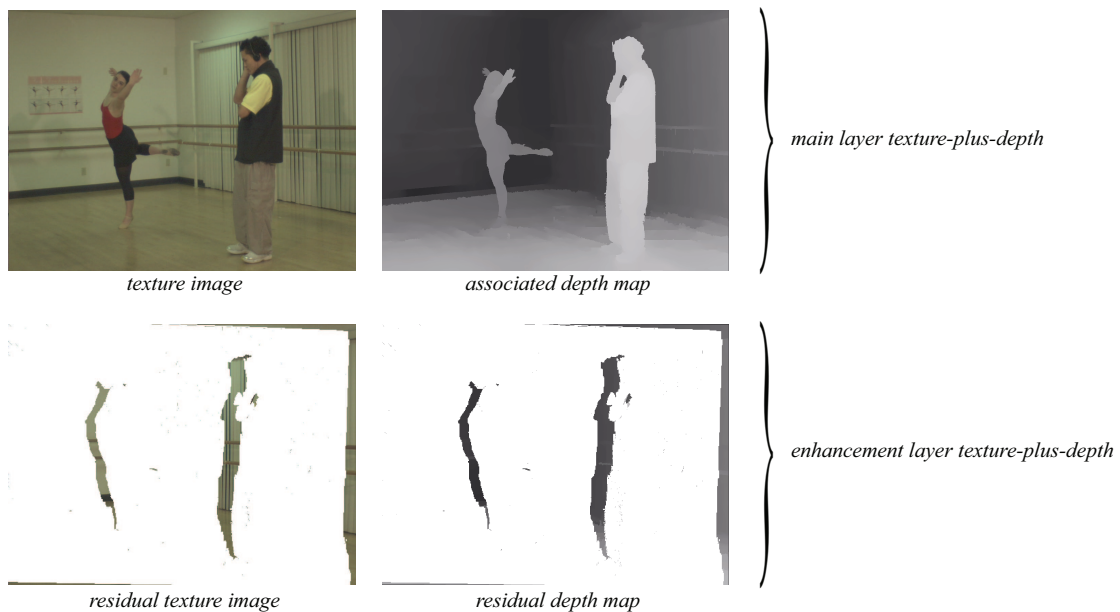 texture image
associated depth map
main layer texture-plus-depth
residual texture image
residual depth map
enhancement layer texture-plus-depth